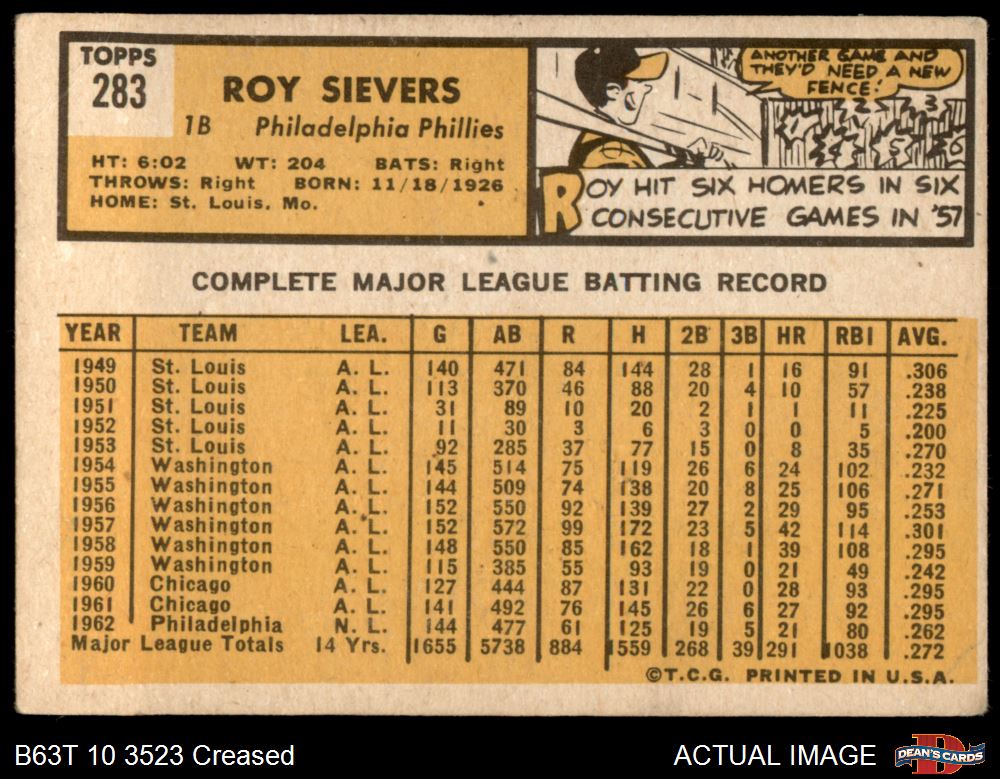 TOPPS
283
ROY SIEVERS
1B Philadelphia Phillies
HT: 6:02 WT: 204 BATS: Right
THROWS: Right BORN: 11/18/1926
HOME: St. Louis, Mo.
ANOTHER GAME AND
THEY'D NEED A NEW
FENCE!
ROY HIT SIX HOMERS IN SIX
CONSECUTIVE GAMES IN '57
COMPLETE MAJOR LEAGUE BATTING RECORD
YEAR TEAM LEA. G AB R H 2B 3B HR RBI AVG.
1949 St. Louis A. L. 140 471 84 144 28 1 16 91 .306
1950 St. Louis A. L. 113 370 46 88 20 4 10 57 .238
1951 St. Louis A. L. 31 89 10 20 2 1 1 11 .225
1952 St. Louis A. L. 11 30 3 6 3 0 0 5 .200
1953 St. Louis A. L. 92 285 37 77 15 0 8 35 .270
1954 Washington A. L. 145 514 75 119 26 6 24 102 .232
1955 Washington A. L. 144 509 74 138 20 8 25 106 .271
1956 Washington A. L. 152 550 92 139 27 2 29 95 .253
1957 Washington A. L. 152 572 99 172 23 5 42 114 .301
1958 Washington A. L. 148 550 85 162 18 1 39 108 .295
1959 Washington A. L. 115 385 55 93 19 0 21 49 .242
1960 Chicago A. L. 127 444 87 131 22 0 28 93 .295
1961 Chicago A. L. 141 492 76 145 26 6 27 92 .295
1962 Philadelphia N. L. 144 477 61 125 19 5 21 80 .262
Major League Totals 14 Yrs. 1655 5738 884 1559 268 39 291 1038 .272
©T.C.G. PRINTED IN U.S.A.
B63T 10 3523 Creased ACTUAL IMAGE DEAN'S CARDS